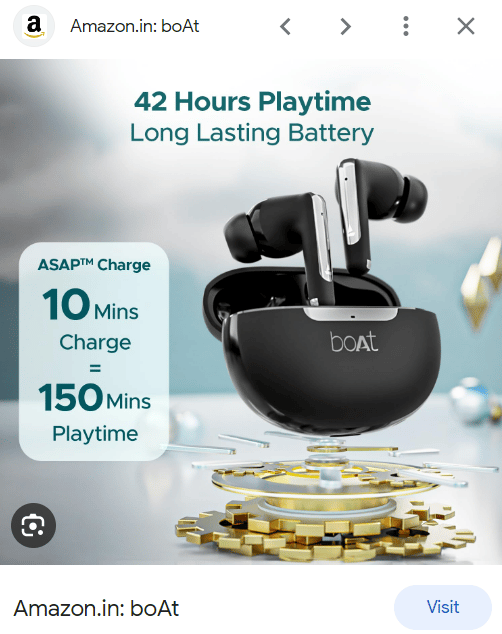 a
Amazon.in: boAt
42 Hours Playtime
Long Lasting Battery
ASAP™ Charge
10 Mins
Charge
=
150 Mins
Playtime
boAt
Amazon.in: boAt
Visit